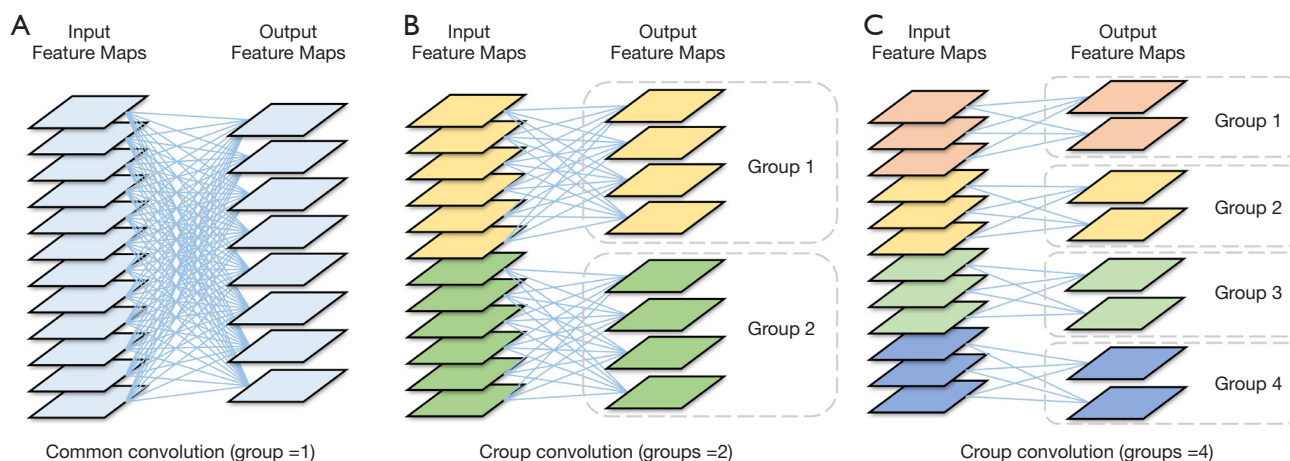 A
Input
Feature Maps
Output
Feature Maps
Common convolution (group =1)
B
Input
Feature Maps
Output
Feature Maps
Group 1
Group 2
Croup convolution (groups =2)
C
Input
Feature Maps
Output
Feature Maps
Group 1
Group 2
Group 3
Group 4
Croup convolution (groups =4)